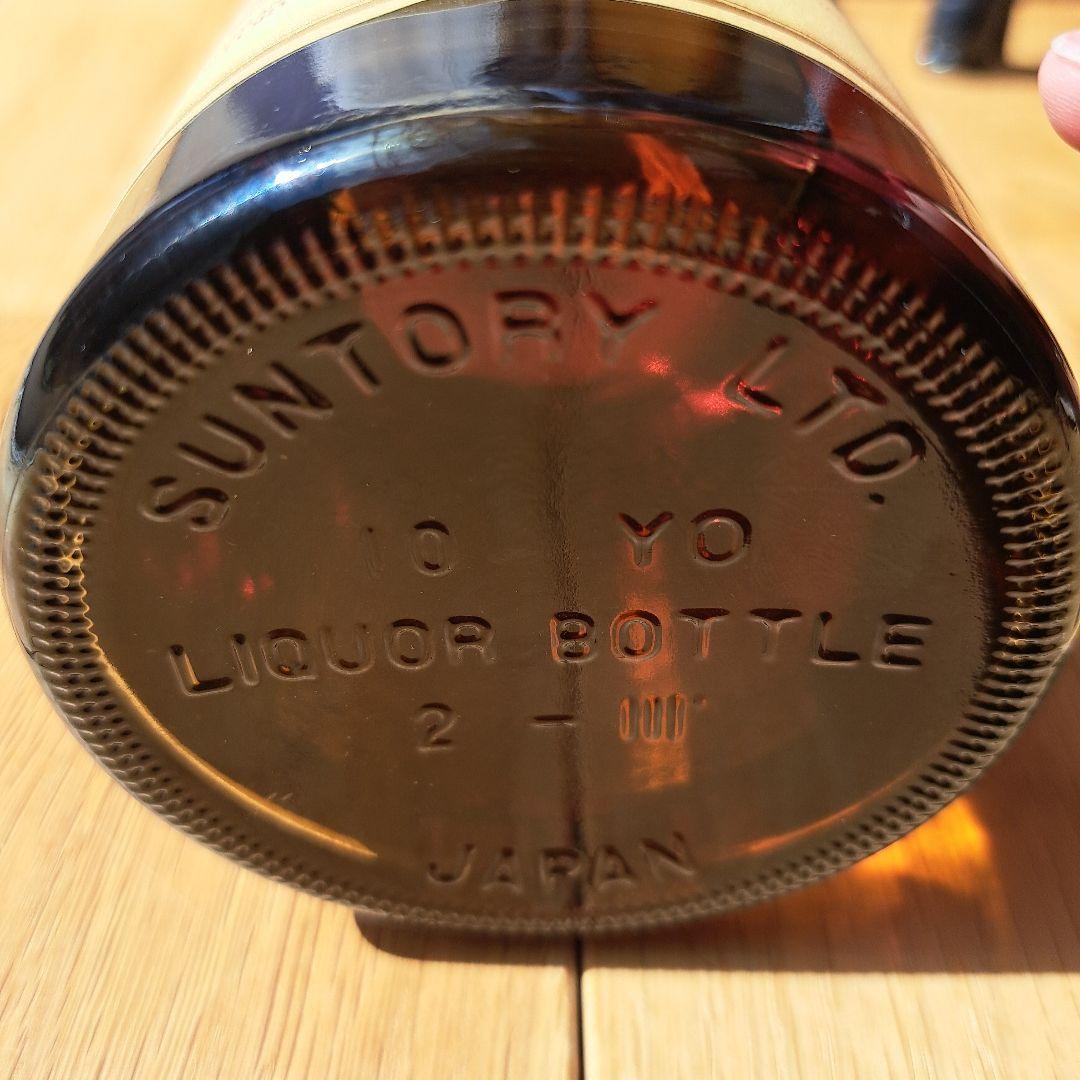 SUNTORY LTD.
10 YO
LIQUOR BOTTLE
2 - IIII
JAPAN